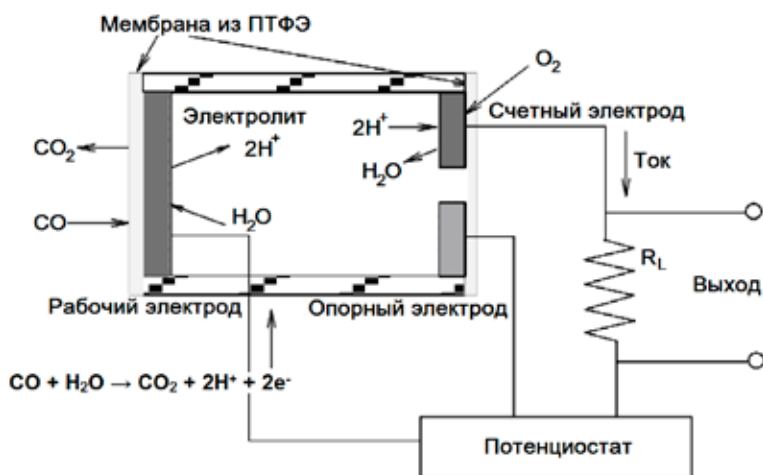 Мембрана из ПТФЭ
O₂
Электролит
2H⁺
Счетный электрод
2H⁺
CO₂
H₂O
Ток
CO
H₂O
R_L
Выход
Рабочий электрод
Опорный электрод
CO + H₂O → CO₂ + 2H⁺ + 2e⁻
Потенциостат